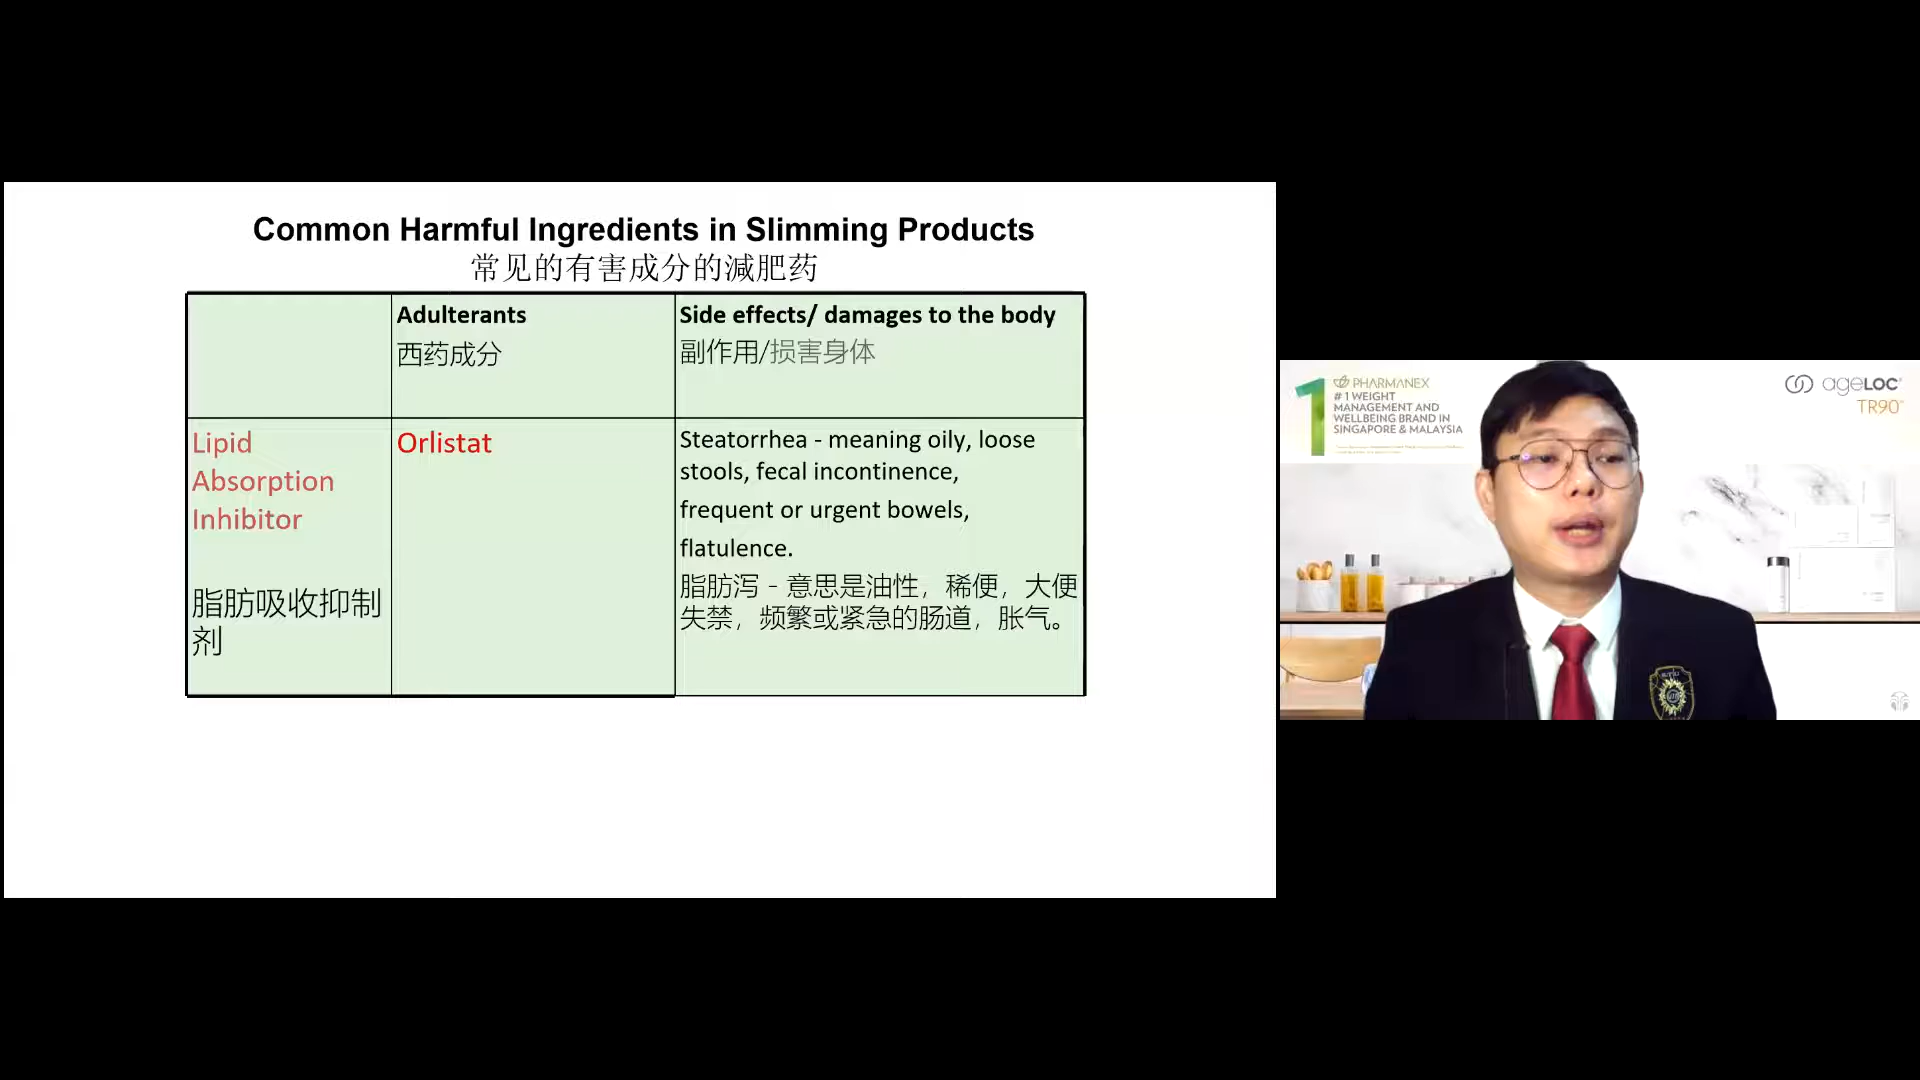 Common Harmful Ingredients in Slimming Products
常见的有害成分的减肥药
Adulterants
西药成分
Side effects/ damages to the body
副作用/损害身体
Lipid
Absorption
Inhibitor
脂肪吸收抑制
剂
Orlistat
Steatorrhea - meaning oily, loose
stools, fecal incontinence,
frequent or urgent bowels,
flatulence.
脂肪泻 - 意思是油性，稀便，大便
失禁，频繁或紧急的肠道，胀气。
1
PHARMANEX
#1 WEIGHT
MANAGEMENT AND
WELLBEING BRAND IN
SINGAPORE & MALAYSIA
ageLOC
TR90